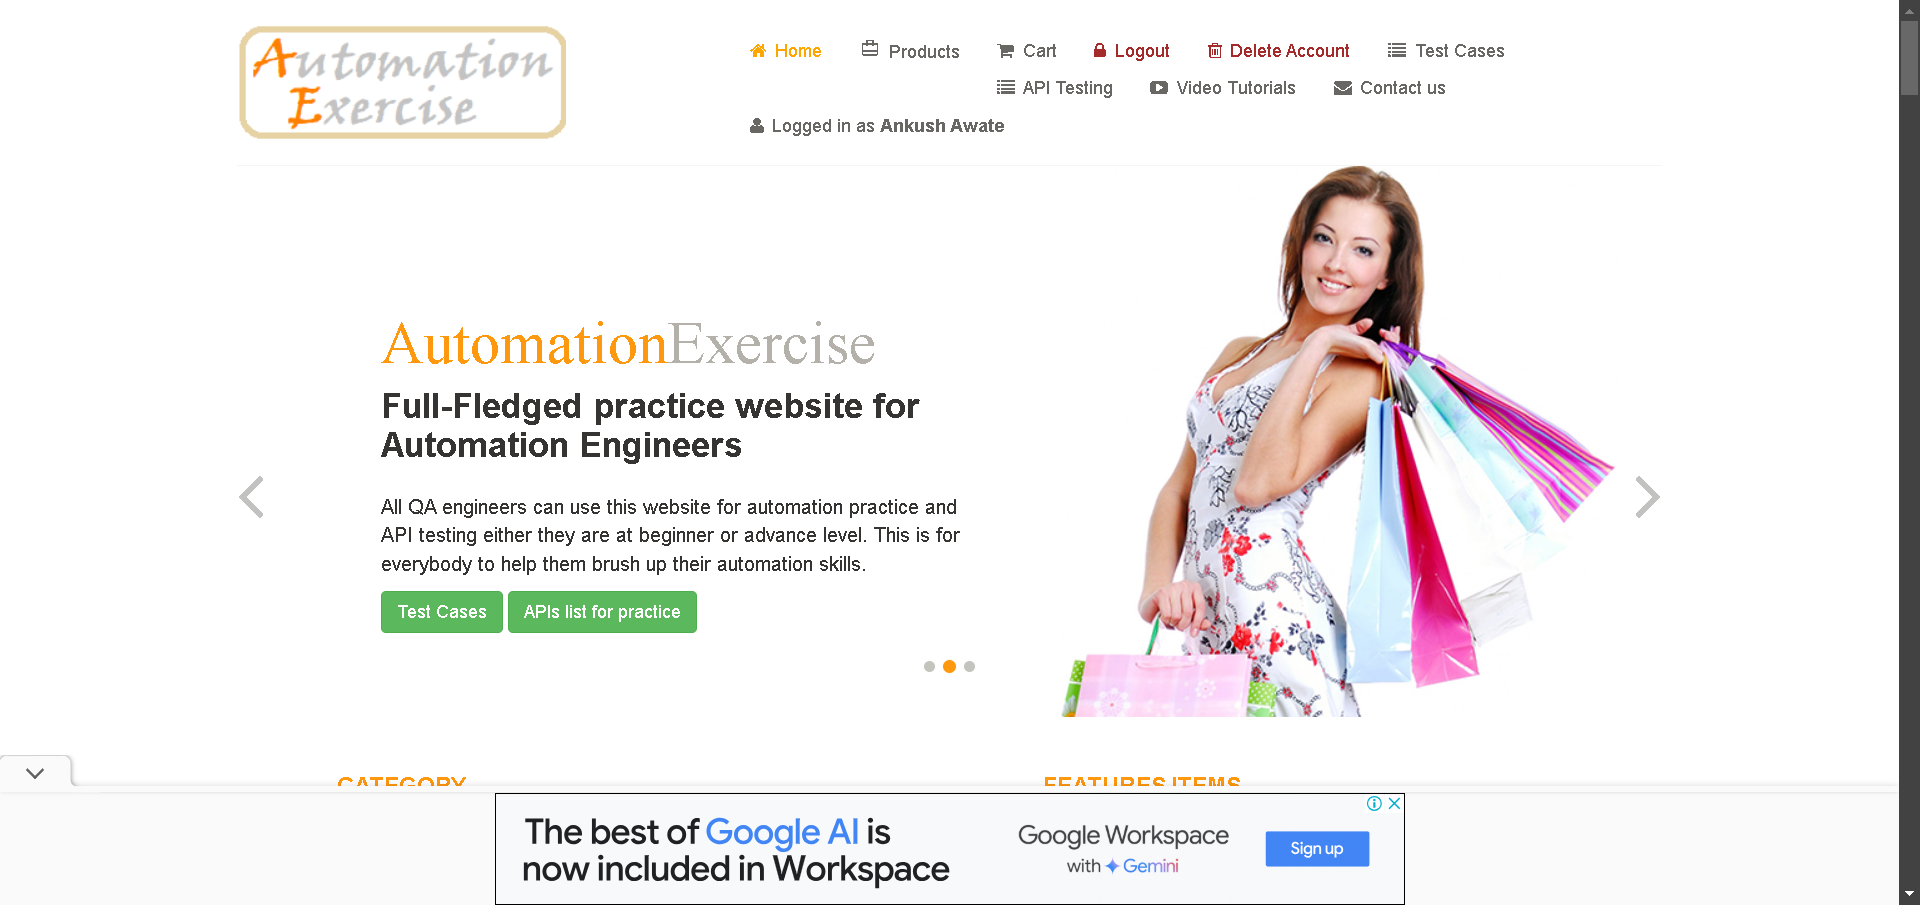 Automation
Exercise
Home Products Cart Logout Delete Account Test Cases
API Testing Video Tutorials Contact us
Logged in as Ankush Awate
AutomationExercise
Full-Fledged practice website for
Automation Engineers
All QA engineers can use this website for automation practice and
API testing either they are at beginner or advance level. This is for
everybody to help them brush up their automation skills.
Test Cases APIs list for practice
CATEGORY FEATURES ITEMS
The best of Google AI is
now included in Workspace
Google Workspace
with Gemini
Sign up